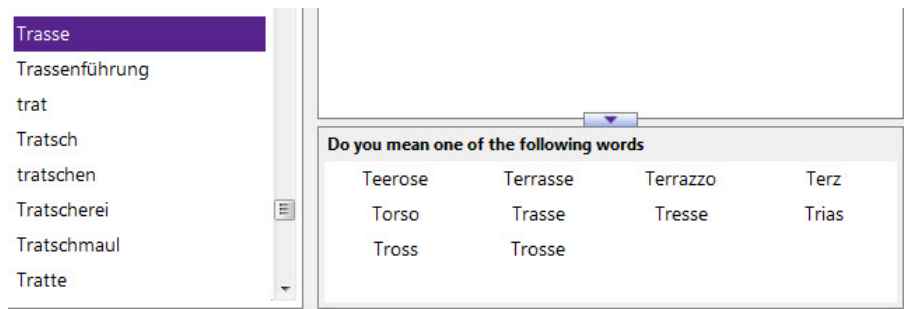 Trasse
Trassenführung
trat
Tratsch
tratschen
Tratscherei
Tratschmaul
Tratte
Do you mean one of the following words
Teerose Terrasse Terrazzo Terz
Torso Trasse Tresse Trias
Tross Trosse